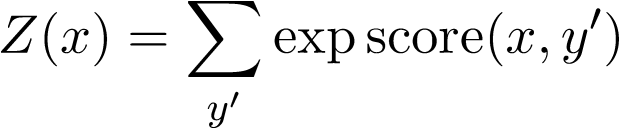 Z(x) = ∑_{y′} exp score(x, y′)